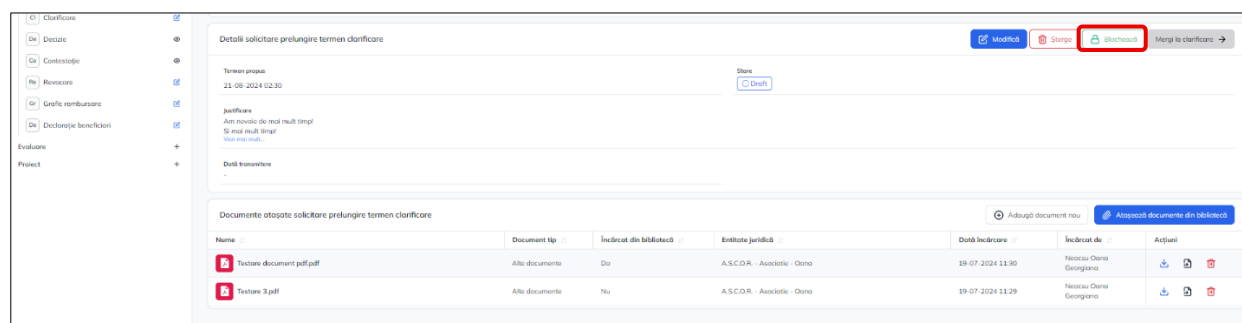 Cl Clarificare
De Decizie
Detalii solicitare prelungire termen clarificare
Modifică
Șterge
Blochează
Mergi la clarificare
Co Contestație
Re Revocare
Gr Grafic rambursare
De Declarație beneficiari
Evaluare
Proiect
Termen propus
21-08-2024 02:30
Stare
Draft
Justificare
Am nevoie de mai mult timp!
Si mai mult timp!
Vezi mai mult...
Dată transmitere
-
Documente atașate solicitare prelungire termen clarificare
Adaugă document nou
Atașează documente din bibliotecă
Nume Document tip Încărcat din bibliotecă Entitate juridică Dată încărcare Încărcat de Acțiuni
Testare document pdf.pdf Alte documente Da A.S.C.O.R. - Asociatie - Oana 19-07-2024 11:30 Neacsu Oana
Georgiana
Testare 3.pdf Alte documente Nu A.S.C.O.R. - Asociatie - Oana 19-07-2024 11:29 Neacsu Oana
Georgiana